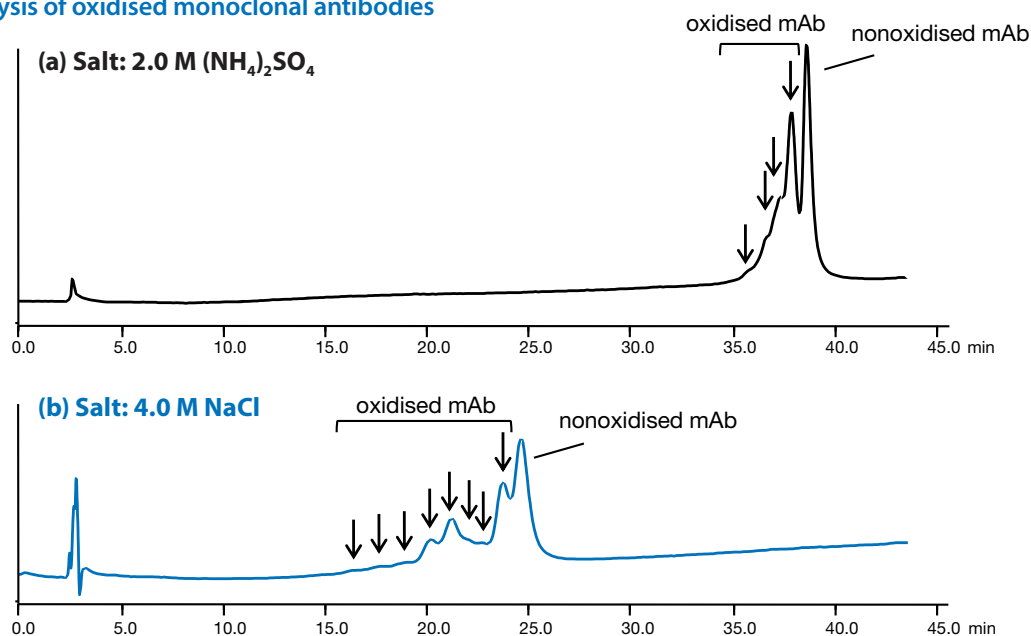 ysis of oxidised monoclonal antibodies
oxidised mAb
nonoxidised mAb
(a) Salt: 2.0 M (NH₄)₂SO₄
0.0 5.0 10.0 15.0 20.0 25.0 30.0 35.0 40.0 45.0 min
(b) Salt: 4.0 M NaCl
oxidised mAb
nonoxidised mAb
0.0 5.0 10.0 15.0 20.0 25.0 30.0 35.0 40.0 45.0 min